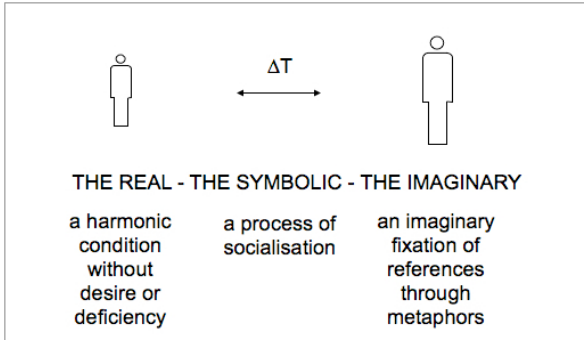 ΔT
THE REAL - THE SYMBOLIC - THE IMAGINARY
a harmonic
condition
without
desire or
deficiency
a process of
socialisation
an imaginary
fixation of
references
through
metaphors